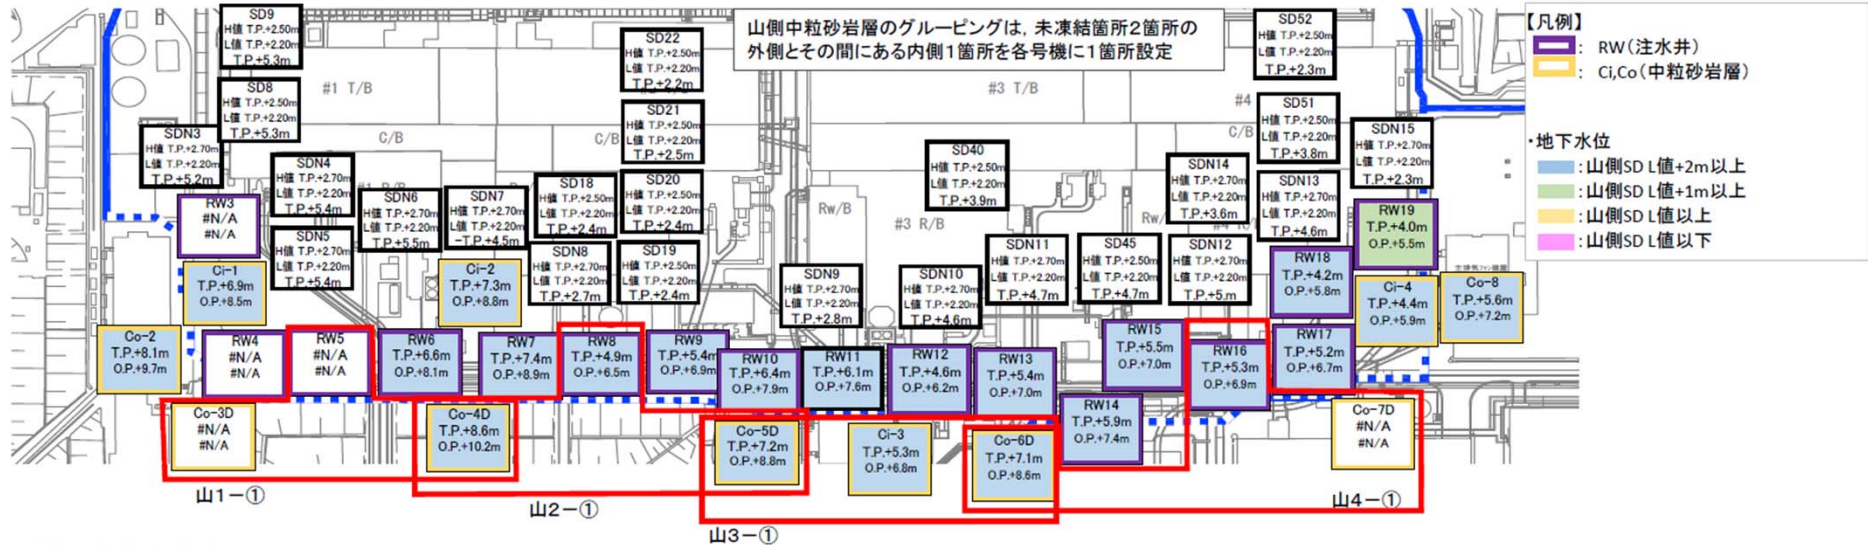 山側中粒砂岩層のグルーピングは，未凍結箇所2箇所の
外側とその間にある内側1箇所を各号機に1箇所設定
【凡例】
： RW（注水井）
： Ci,Co（中粒砂岩層）
・地下水位
：山側SD L値+2m以上
：山側SD L値+1m以上
：山側SD L値以上
：山側SD L値以下
SD9
H値 T.P.+2.50m
L値 T.P.+2.20m
T.P.+5.3m
SD8
H値 T.P.+2.50m
L値 T.P.+2.20m
T.P.+5.3m
SDN3
H値 T.P.+2.70m
L値 T.P.+2.20m
T.P.+5.2m
SDN4
H値 T.P.+2.70m
L値 T.P.+2.20m
T.P.+5.4m
SDN5
H値 T.P.+2.70m
L値 T.P.+2.20m
T.P.+5.4m
SDN6
H値 T.P.+2.70m
L値 T.P.+2.20m
T.P.+5.5m
SDN7
H値 T.P.+2.70m
L値 T.P.+2.20m
T.P.+4.5m
SD18
H値 T.P.+2.50m
L値 T.P.+2.20m
T.P.+2.4m
SDN8
H値 T.P.+2.70m
L値 T.P.+2.20m
T.P.+2.7m
SD22
H値 T.P.+2.50m
L値 T.P.+2.20m
T.P.+2.2m
SD21
H値 T.P.+2.50m
L値 T.P.+2.20m
T.P.+2.5m
SD20
H値 T.P.+2.50m
L値 T.P.+2.20m
T.P.+2.4m
SD19
H値 T.P.+2.50m
L値 T.P.+2.20m
T.P.+2.4m
SDN9
H値 T.P.+2.70m
L値 T.P.+2.20m
T.P.+2.8m
SD40
H値 T.P.+2.50m
L値 T.P.+2.20m
T.P.+3.9m
SDN10
H値 T.P.+2.70m
L値 T.P.+2.20m
T.P.+4.6m
SDN11
H値 T.P.+2.70m
L値 T.P.+2.20m
T.P.+4.7m
SD45
H値 T.P.+2.50m
L値 T.P.+2.20m
T.P.+4.7m
SDN12
H値 T.P.+2.70m
L値 T.P.+2.20m
T.P.+5.m
SDN14
H値 T.P.+2.70m
L値 T.P.+2.20m
T.P.+3.6m
SD52
H値 T.P.+2.50m
L値 T.P.+2.20m
T.P.+2.3m
SD51
H値 T.P.+2.50m
L値 T.P.+2.20m
T.P.+3.8m
SDN13
H値 T.P.+2.70m
L値 T.P.+2.20m
T.P.+4.6m
SDN15
H値 T.P.+2.70m
L値 T.P.+2.20m
T.P.+2.3m
#1 T/B
C/B
C/B
#3 T/B
#3 R/B
Rw/B
#4
C/B
RW3
#N/A
#N/A
Ci-1
T.P.+6.9m
O.P.+8.5m
Co-2
T.P.+8.1m
O.P.+9.7m
RW4
#N/A
#N/A
RW5
#N/A
#N/A
RW6
T.P.+6.6m
O.P.+8.1m
Ci-2
T.P.+7.3m
O.P.+8.8m
RW7
T.P.+7.4m
O.P.+8.9m
RW8
T.P.+4.9m
O.P.+6.5m
RW9
T.P.+5.4m
O.P.+6.9m
RW10
T.P.+6.4m
O.P.+7.9m
RW11
T.P.+6.1m
O.P.+7.6m
RW12
T.P.+4.6m
O.P.+6.2m
RW13
T.P.+5.4m
O.P.+7.0m
RW14
T.P.+5.9m
O.P.+7.4m
RW15
T.P.+5.5m
O.P.+7.0m
RW16
T.P.+5.3m
O.P.+6.9m
RW17
T.P.+5.2m
O.P.+6.7m
RW18
T.P.+4.2m
O.P.+5.8m
RW19
T.P.+4.0m
O.P.+5.5m
Ci-4
T.P.+4.4m
O.P.+5.9m
Co-8
T.P.+5.6m
O.P.+7.2m
Co-3D
#N/A
#N/A
Co-4D
T.P.+8.6m
O.P.+10.2m
Co-5D
T.P.+7.2m
O.P.+8.8m
Ci-3
T.P.+5.3m
O.P.+6.8m
Co-6D
T.P.+7.1m
O.P.+8.6m
Co-7D
#N/A
#N/A
山1-①
山2-①
山3-①
山4-①